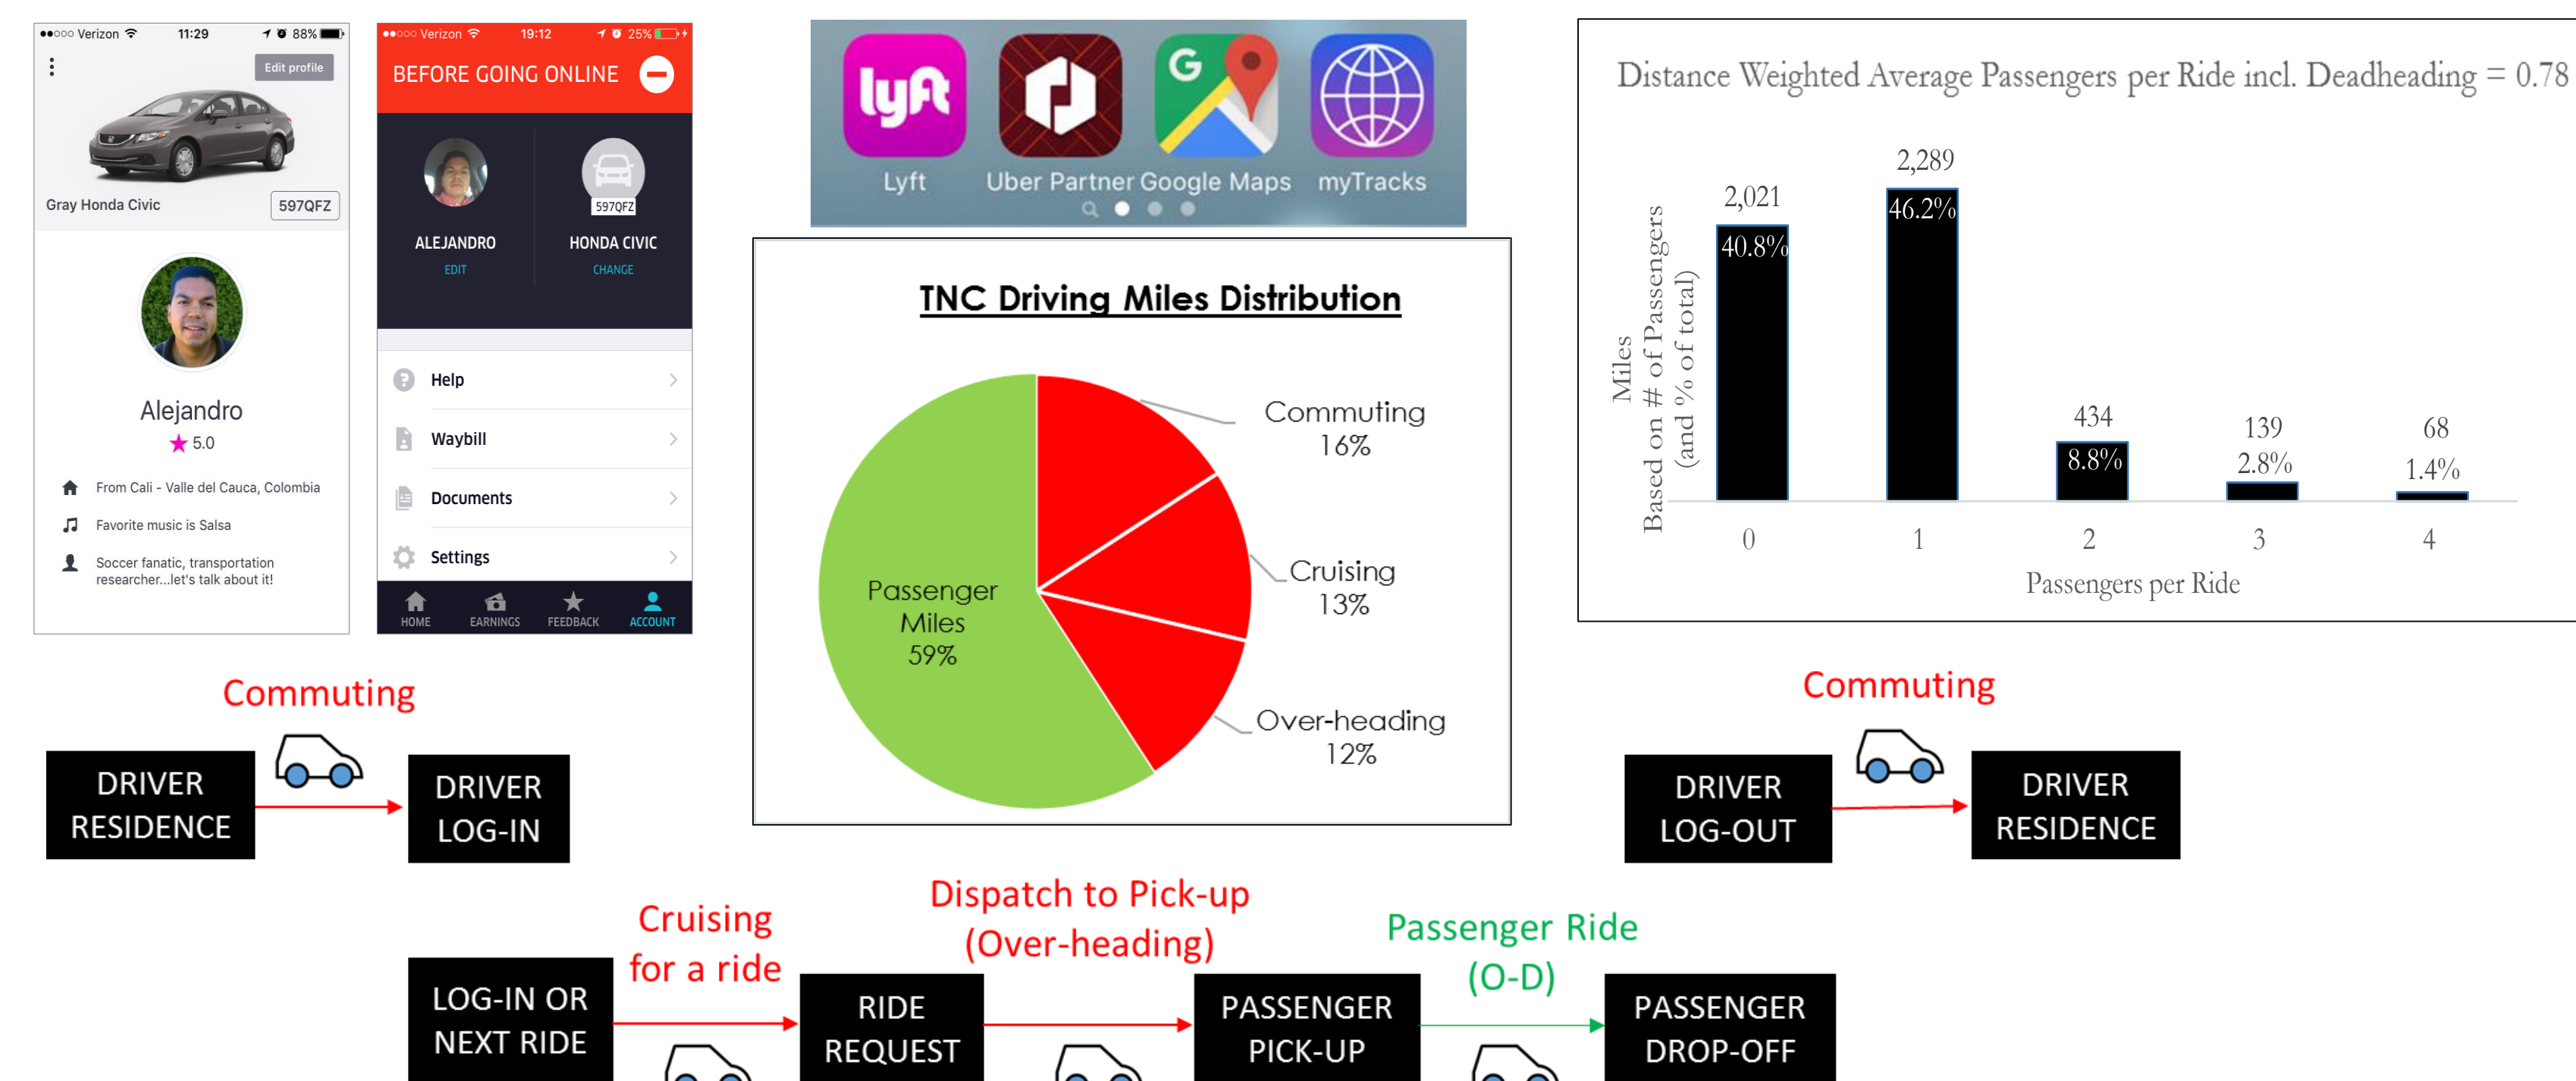 Verizon 11:29 88%
Edit profile
Gray Honda Civic 597QFZ
Alejandro
5.0
From Cali - Valle del Cauca, Colombia
Favorite music is Salsa
Soccer fanatic, transportation
researcher...let's talk about it!
Verizon 19:12 25%
BEFORE GOING ONLINE
597QFZ
ALEJANDRO HONDA CIVIC
EDIT CHANGE
Help
Waybill
Documents
Settings
HOME EARNINGS FEEDBACK ACCOUNT
lyft G
Lyft Uber Partner Google Maps myTracks
TNC Driving Miles Distribution
Commuting
16%
Cruising
13%
Over-heading
12%
Passenger
Miles
59%
Distance Weighted Average Passengers per Ride incl. Deadheading = 0.78
Miles
Based on # of Passengers
(and % of total)
2,021
40.8%
2,289
46.2%
434
8.8%
139
2.8%
68
1.4%
0 1 2 3 4
Passengers per Ride
Commuting
DRIVER
RESIDENCE
DRIVER
LOG-IN
Commuting
DRIVER
LOG-OUT
DRIVER
RESIDENCE
LOG-IN OR
NEXT RIDE
Cruising
for a ride
RIDE
REQUEST
Dispatch to Pick-up
(Over-heading)
PASSENGER
PICK-UP
Passenger Ride
(O-D)
PASSENGER
DROP-OFF